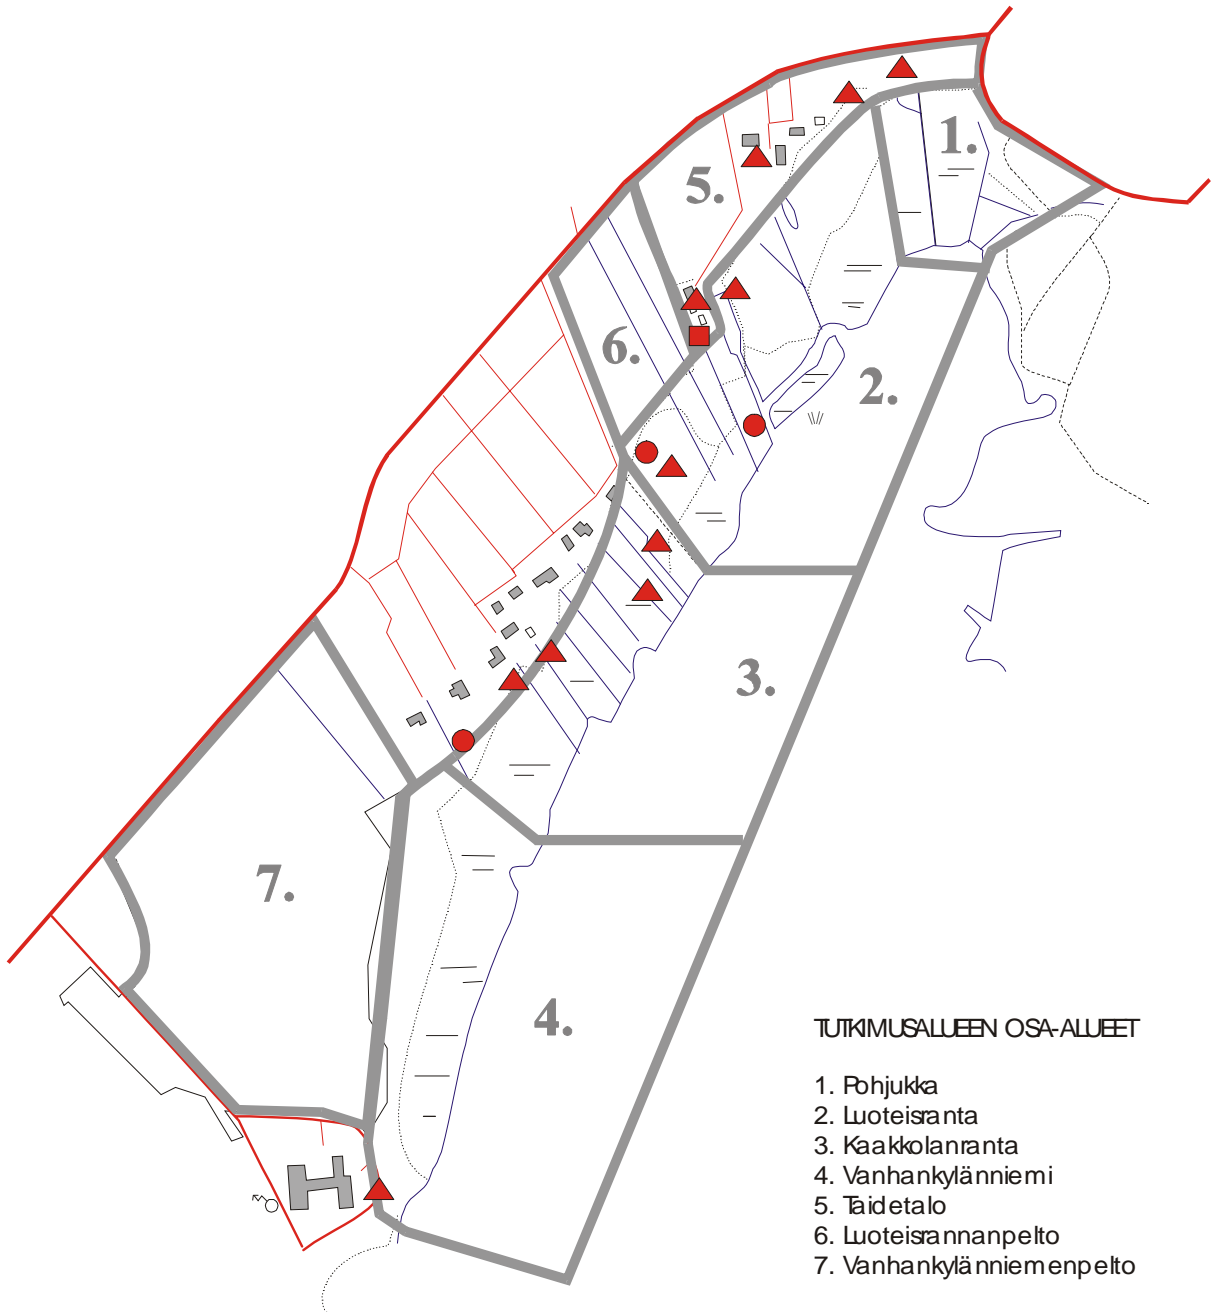 1.
5.
6.
2.
3.
7.
4.
TUTKIMUSALUEEN OSA-ALUEET
1. Pohjukka
2. Luoteisranta
3. Kaakkolanranta
4. Vanhankylänniemi
5. Taidetalo
6. Luoteisrannanpelto
7. Vanhankylänniemenpelto